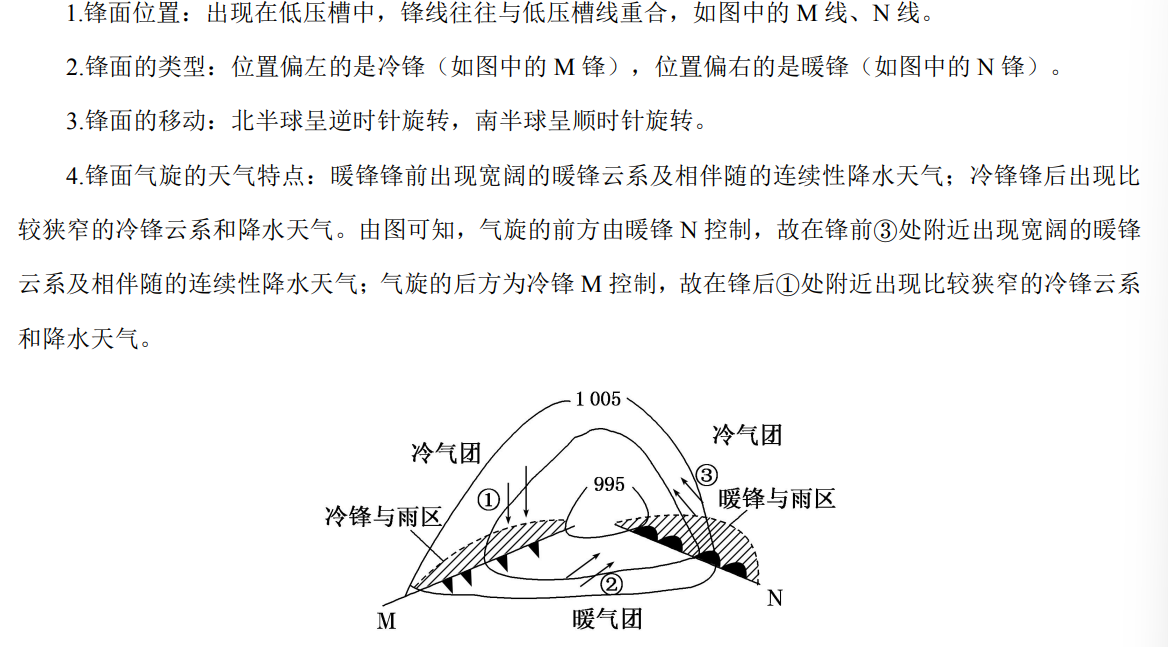 1.锋面位置：出现在低压槽中，锋线往往与低压槽线重合，如图中的 M 线、N 线。
2.锋面的类型：位置偏左的是冷锋（如图中的 M 锋），位置偏右的是暖锋（如图中的 N 锋）。
3.锋面的移动：北半球呈逆时针旋转，南半球呈顺时针旋转。
4.锋面气旋的天气特点：暖锋锋前出现宽阔的暖锋云系及相伴随的连续性降水天气；冷锋锋后出现比
较狭窄的冷锋云系和降水天气。由图可知，气旋的前方由暖锋 N 控制，故在锋前③处附近出现宽阔的暖锋
云系及相伴随的连续性降水天气；气旋的后方为冷锋 M 控制，故在锋后①处附近出现比较狭窄的冷锋云系
和降水天气。
1 005
冷气团
冷气团
③
995
①
暖锋与雨区
冷锋与雨区
②
N
M
暖气团